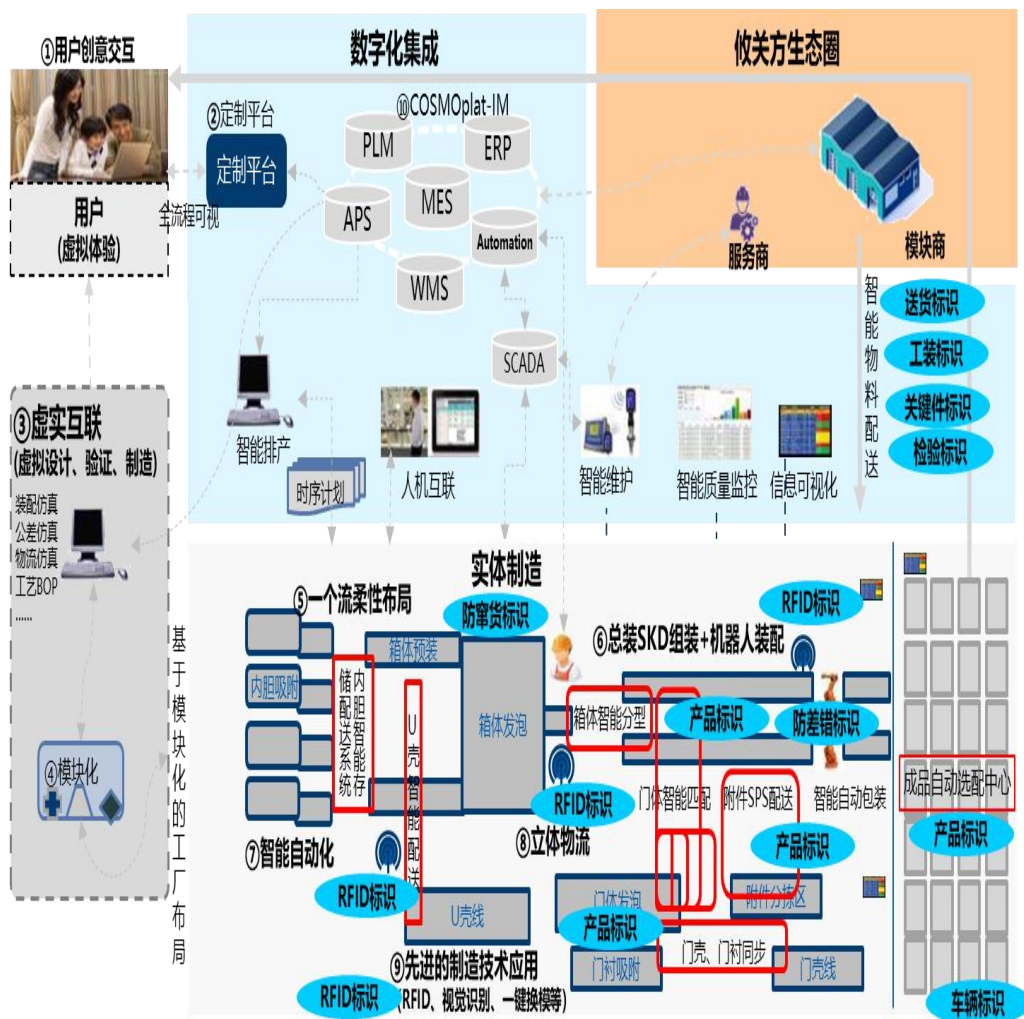 ①用户创意交互
数字化集成
攸关方生态圈
⑩COSMOplat-IM
②定制平台
定制平台
PLM
ERP
MES
APS
Automation
WMS
SCADA
用户
(虚拟体验)
全流程可视
服务商
模块商
智能物料配送
送货标识
工装标识
关键件标识
检验标识
③虚实互联
(虚拟设计、验证、制造)
装配仿真
公差仿真
物流仿真
工艺BOP
......
④模块化
基于模块化的工厂布局
智能排产
时序计划
人机互联
智能维护
智能质量监控
信息可视化
实体制造
⑤一个流柔性布局
防窜货标识
RFID标识
⑥总装SKD组装+机器人装配
箱体预装
内胆吸附
内胆智能存
储配送系统
U壳智能配送
箱体发泡
箱体智能分型
产品标识
防差错标识
RFID标识
门体智能匹配
附件SPS配送
智能自动包装
成品自动选配中心
产品标识
⑦智能自动化
⑧立体物流
产品标识
RFID标识
U壳线
门体发泡
附件分拣区
产品标识
门壳、门衬同步
门衬吸附
门壳线
⑨先进的制造技术应用
(RFID、视觉识别、一键换模等)
RFID标识
车辆标识